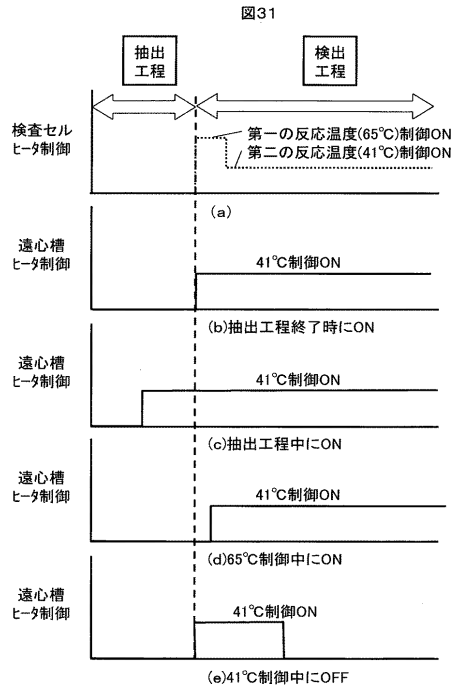 図31
抽出
工程
検出
工程
検査セル
ヒータ制御
第一の反応温度(65℃)制御ON
第二の反応温度(41℃)制御ON
(a)
遠心槽
ヒータ制御
41℃制御ON
(b)抽出工程終了時にON
遠心槽
ヒータ制御
41℃制御ON
(c)抽出工程中にON
遠心槽
ヒータ制御
41℃制御ON
(d)65℃制御中にON
遠心槽
ヒータ制御
41℃制御ON
(e)41℃制御中にOFF